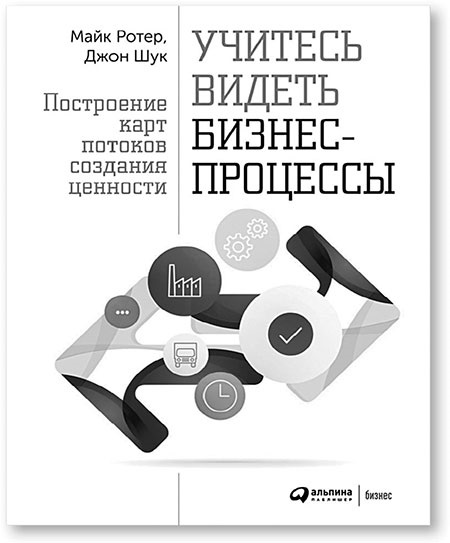 Майк Ротер,
Джон Шук
УЧИТЕСЬ
ВИДЕТЬ
БИЗНЕС-
ПРОЦЕССЫ
Построение
карт
потоков
создания
ценности
альпина
ПАБЛИШЕР
бизнес